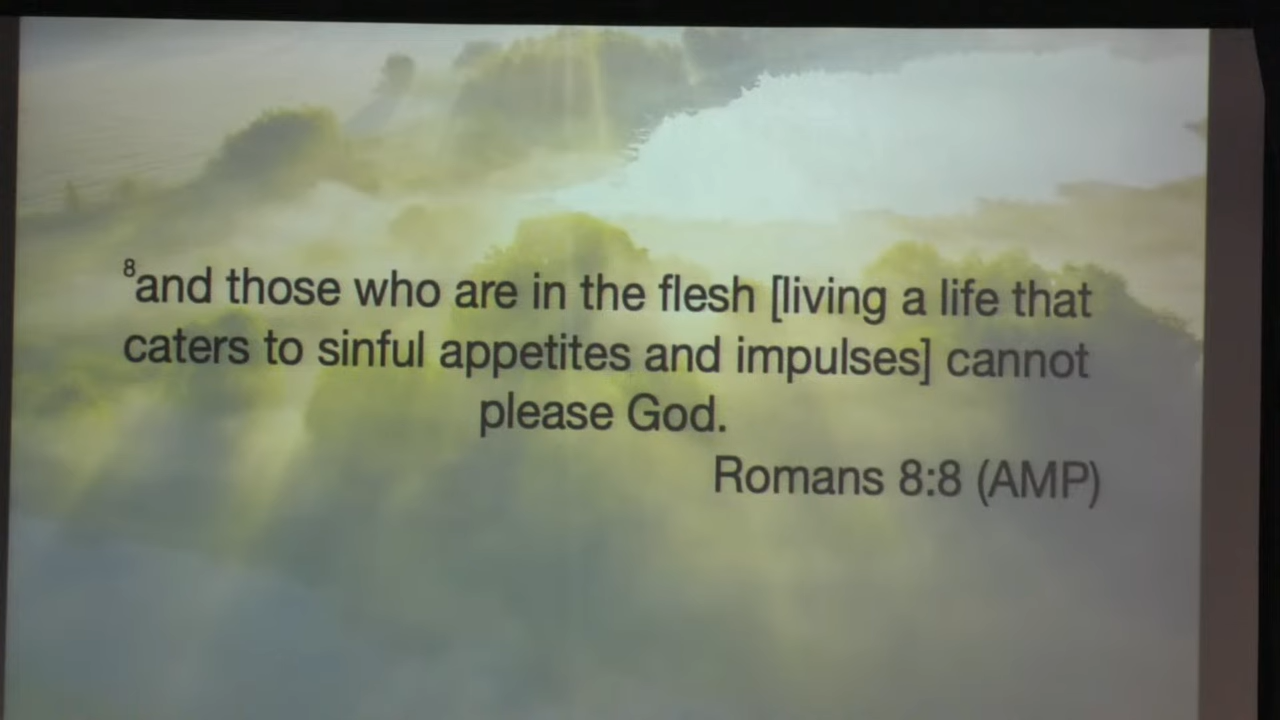 ⁸and those who are in the flesh [living a life that
caters to sinful appetites and impulses] cannot
please God.
Romans 8:8 (AMP)